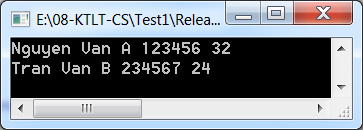 E:\08-KTLT-CS\Test1\Relea...
Nguyen Van A 123456 32
Tran Van B 234567 24